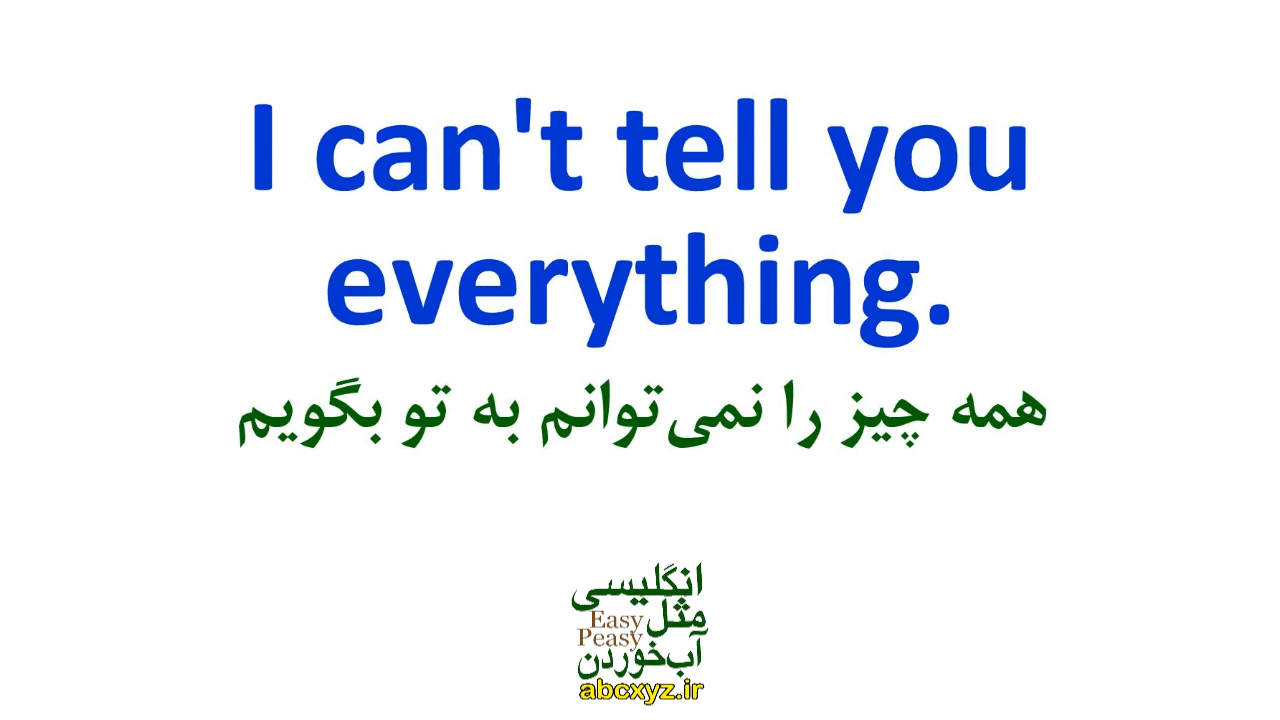 I can't tell you
everything.
همه چیز را نمی‌توانم به تو بگویم
انگلیسی
مثل
Easy
Peasy
آب‌خوردن
abcxyz.ir